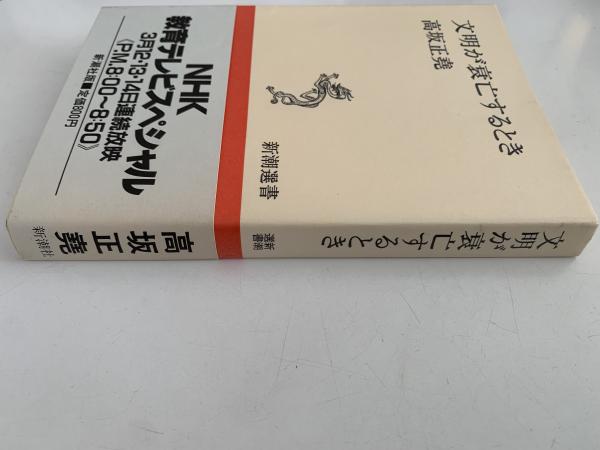 文明が衰亡するとき
高坂正堯
新潮選書
NHK
教育テレビスペシャル
3月12・13・14日連続放映
《P.M.8:00〜8:50》
新潮社版■定価800円
文明が衰亡するとき
新潮
選書
高坂正堯
新潮社